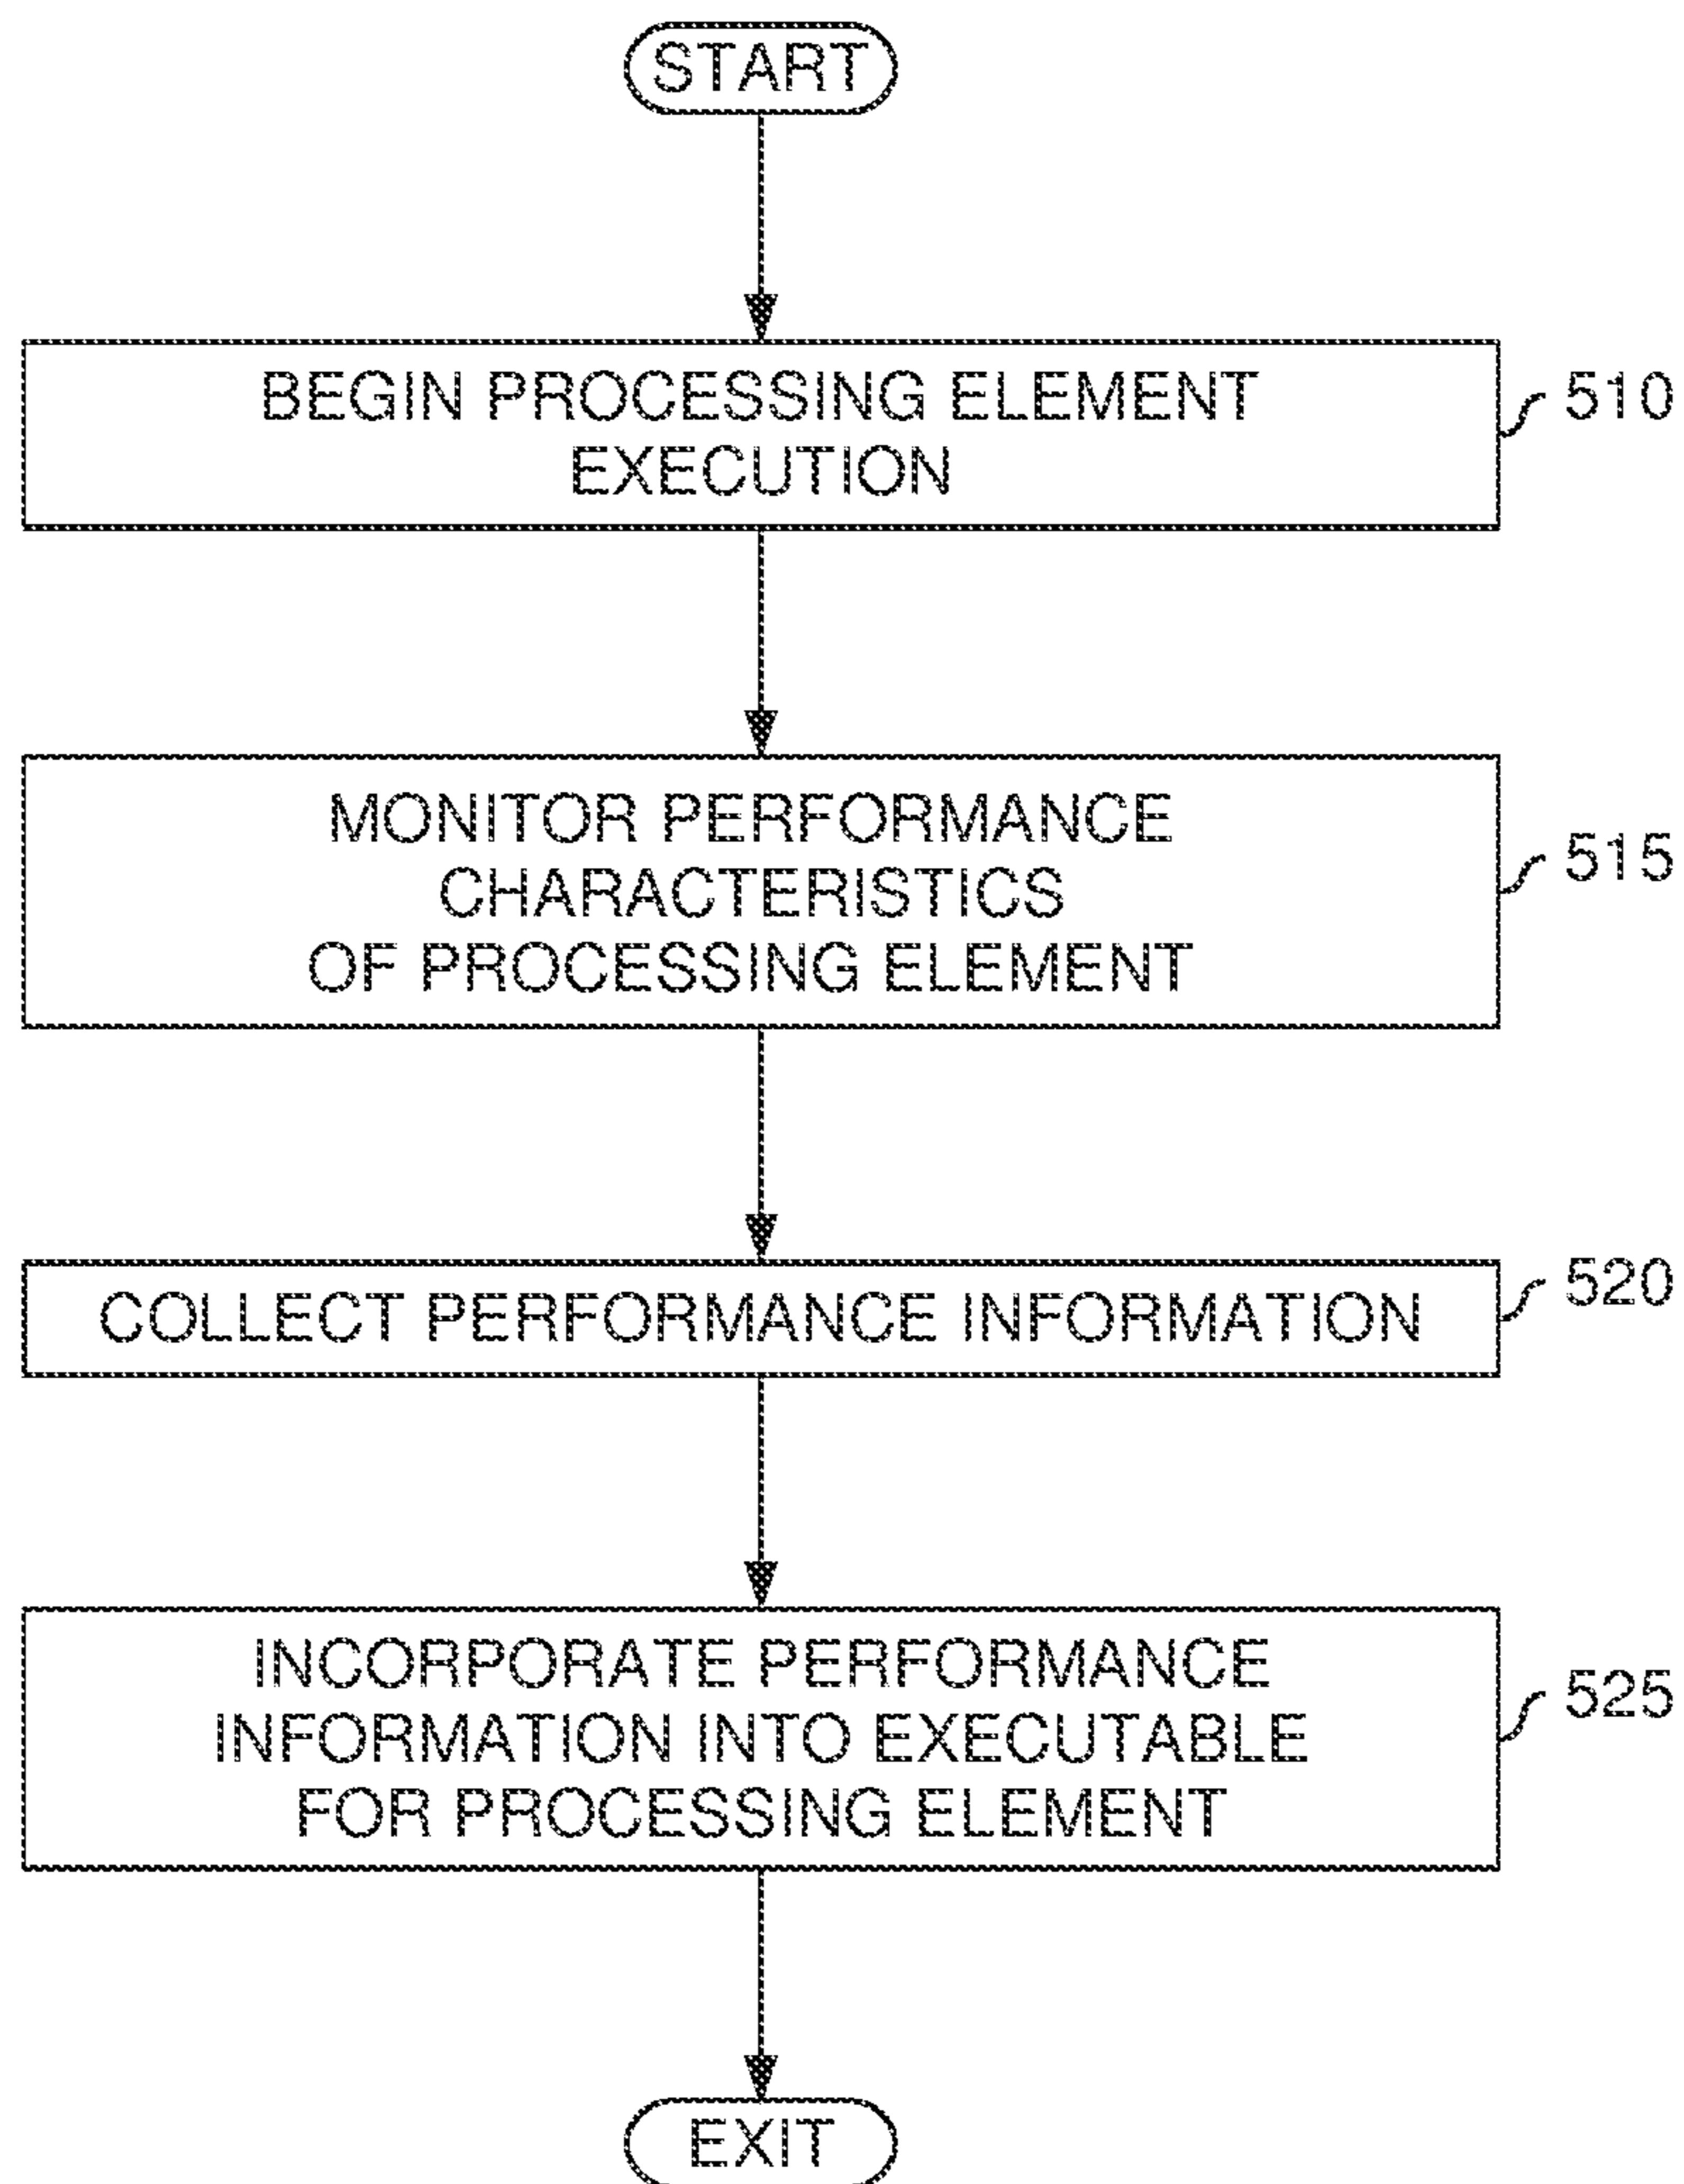 START
BEGIN PROCESSING ELEMENT
EXECUTION
510
MONITOR PERFORMANCE
CHARACTERISTICS
OF PROCESSING ELEMENT
515
COLLECT PERFORMANCE INFORMATION
520
INCORPORATE PERFORMANCE
INFORMATION INTO EXECUTABLE
FOR PROCESSING ELEMENT
525
EXIT